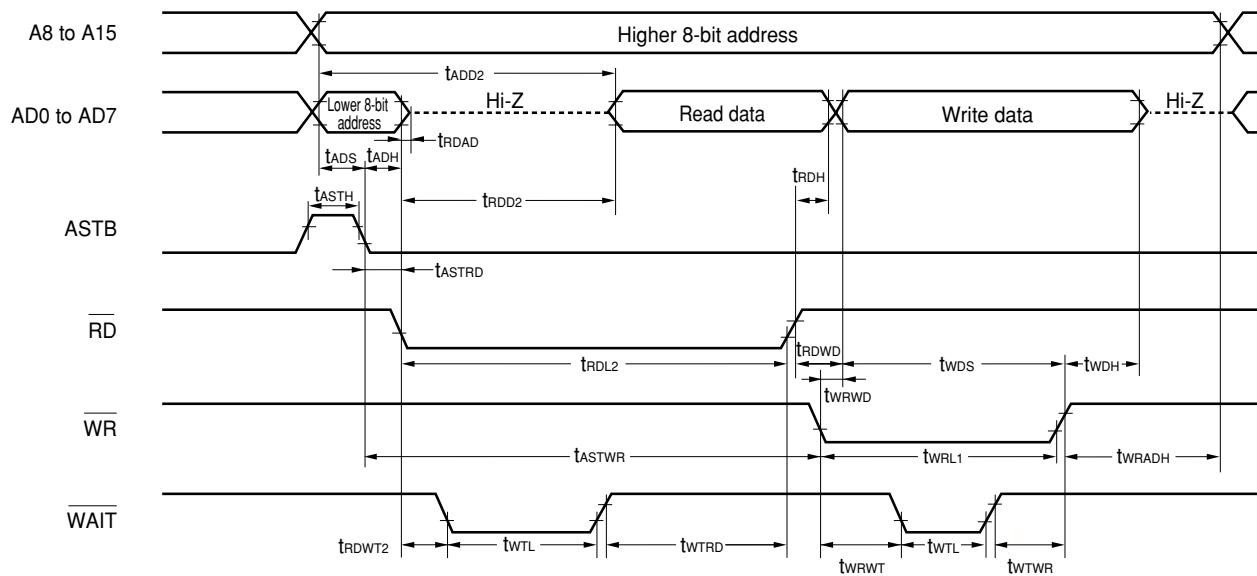 A8 to A15
Higher 8-bit address
tADD2
AD0 to AD7
Lower 8-bit
address
Hi-Z
Read data
Write data
Hi-Z
tRDAD
tADS
tADH
tRDH
tASTH
tRDD2
ASTB
tASTRD
RD
tRDL2
tRDWD
tWDS
tWDH
tWRWD
WR
tASTWR
tWRL1
tWRADH
WAIT
tRDWT2
tWTL
tWTRD
tWRWT
tWTL
tWTWR